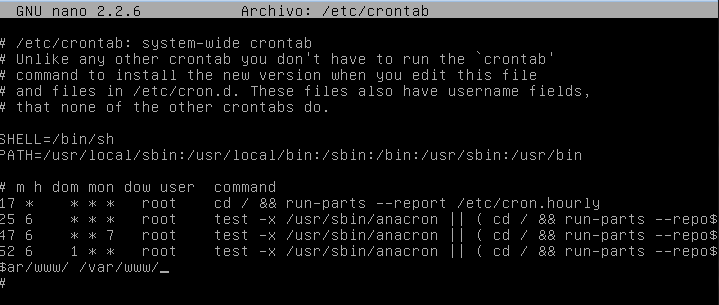 GNU nano 2.2.6 Archivo: /etc/crontab
# /etc/crontab: system-wide crontab
# Unlike any other crontab you don't have to run the `crontab'
# command to install the new version when you edit this file
# and files in /etc/cron.d. These files also have username fields,
# that none of the other crontabs do.
SHELL=/bin/sh
PATH=/usr/local/sbin:/usr/local/bin:/sbin:/bin:/usr/sbin:/usr/bin
# m h dom mon dow user command
17 * * * * root cd / && run-parts --report /etc/cron.hourly
25 6 * * * root test -x /usr/sbin/anacron || ( cd / && run-parts --repo$
47 6 * * 7 root test -x /usr/sbin/anacron || ( cd / && run-parts --repo$
52 6 1 * * root test -x /usr/sbin/anacron || ( cd / && run-parts --repo$
$ar/www/ /var/www/_
#